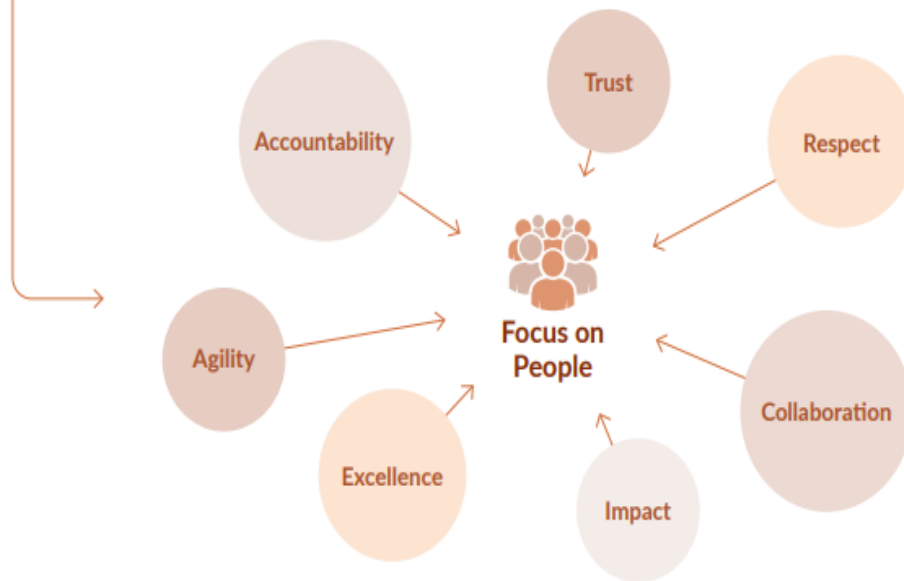 Trust
Accountability
Respect
Focus on
People
Agility
Collaboration
Excellence
Impact